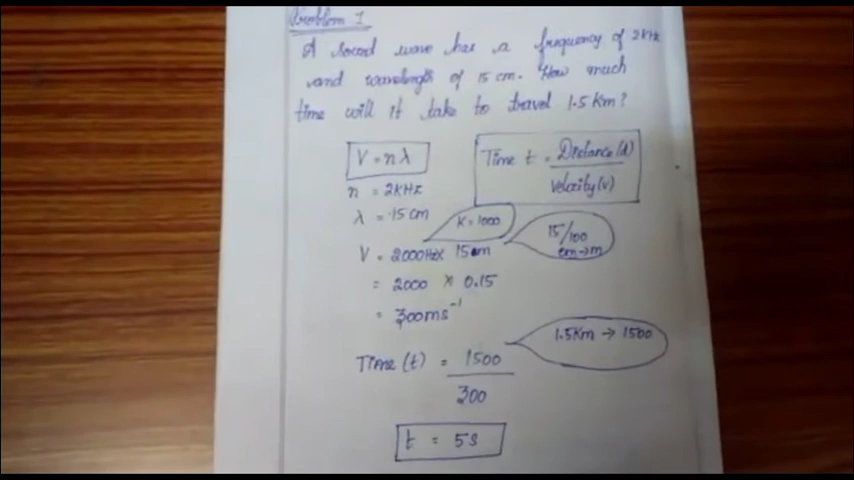 Problem 1
A sound wave has a frequency of 2KHz
and wavelength of 15 cm. How much
time will it take to travel 1.5 Km?
V = nλ
Time t = Distance(d)
velocity(v)
n = 2KHZ
λ = 15 cm
K = 1000
15/100
cm→m
V = 2000HzX 15cm
= 2000 X 0.15
= 300ms⁻¹
1.5Km → 1500
Time (t) = 1500
300
t = 5s